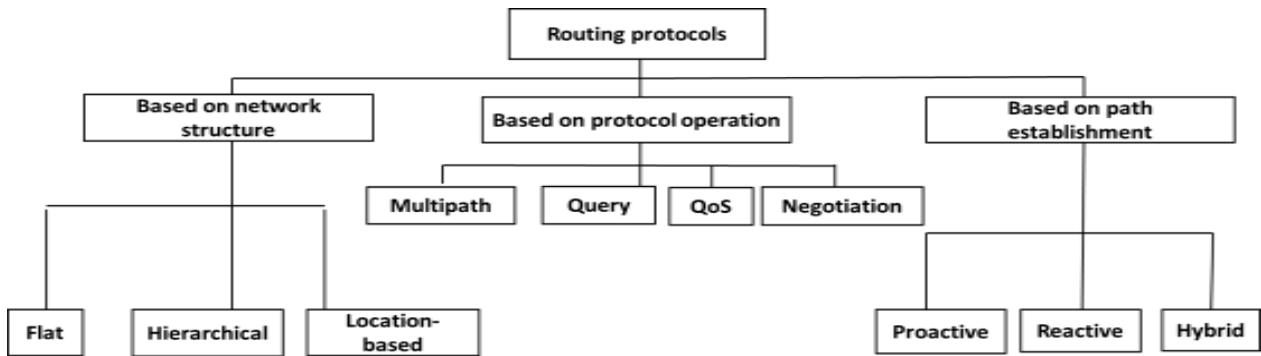 Routing protocols
Based on network
structure
Based on protocol operation
Based on path
establishment
Multipath
Query
QoS
Negotiation
Flat
Hierarchical
Location-
based
Proactive
Reactive
Hybrid